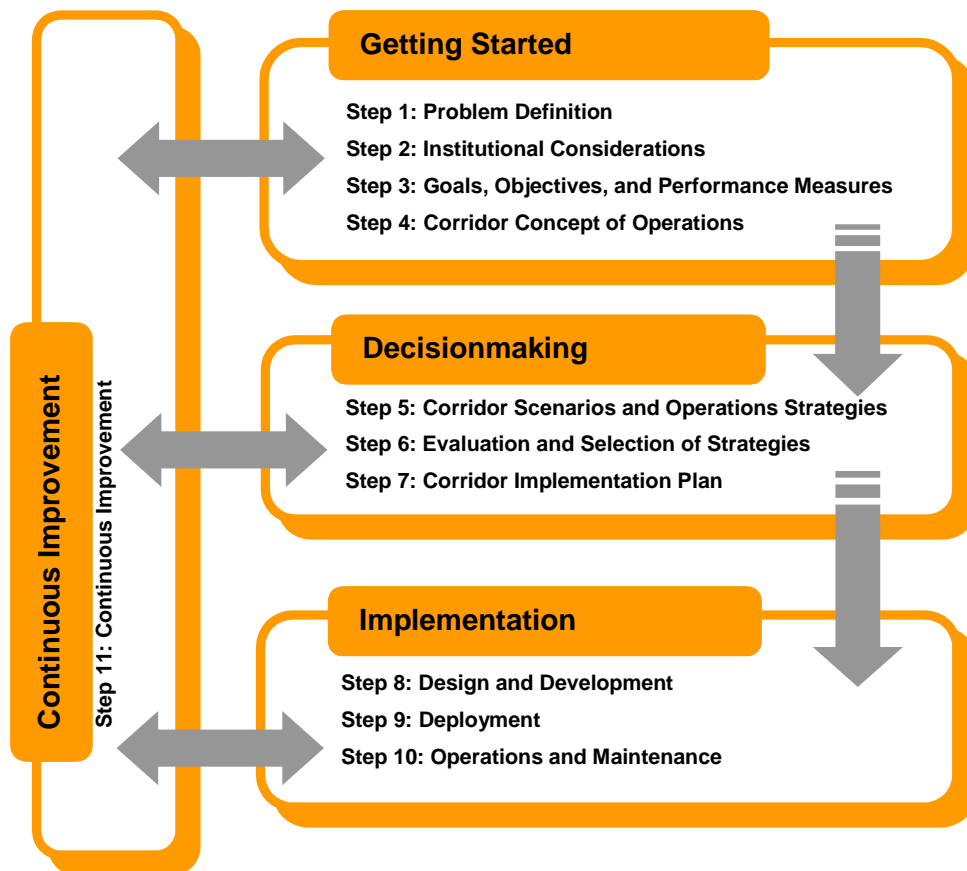 Getting Started
Step 1: Problem Definition
Step 2: Institutional Considerations
Step 3: Goals, Objectives, and Performance Measures
Step 4: Corridor Concept of Operations
Decisionmaking
Step 5: Corridor Scenarios and Operations Strategies
Step 6: Evaluation and Selection of Strategies
Step 7: Corridor Implementation Plan
Implementation
Step 8: Design and Development
Step 9: Deployment
Step 10: Operations and Maintenance
Continuous Improvement
Step 11: Continuous Improvement